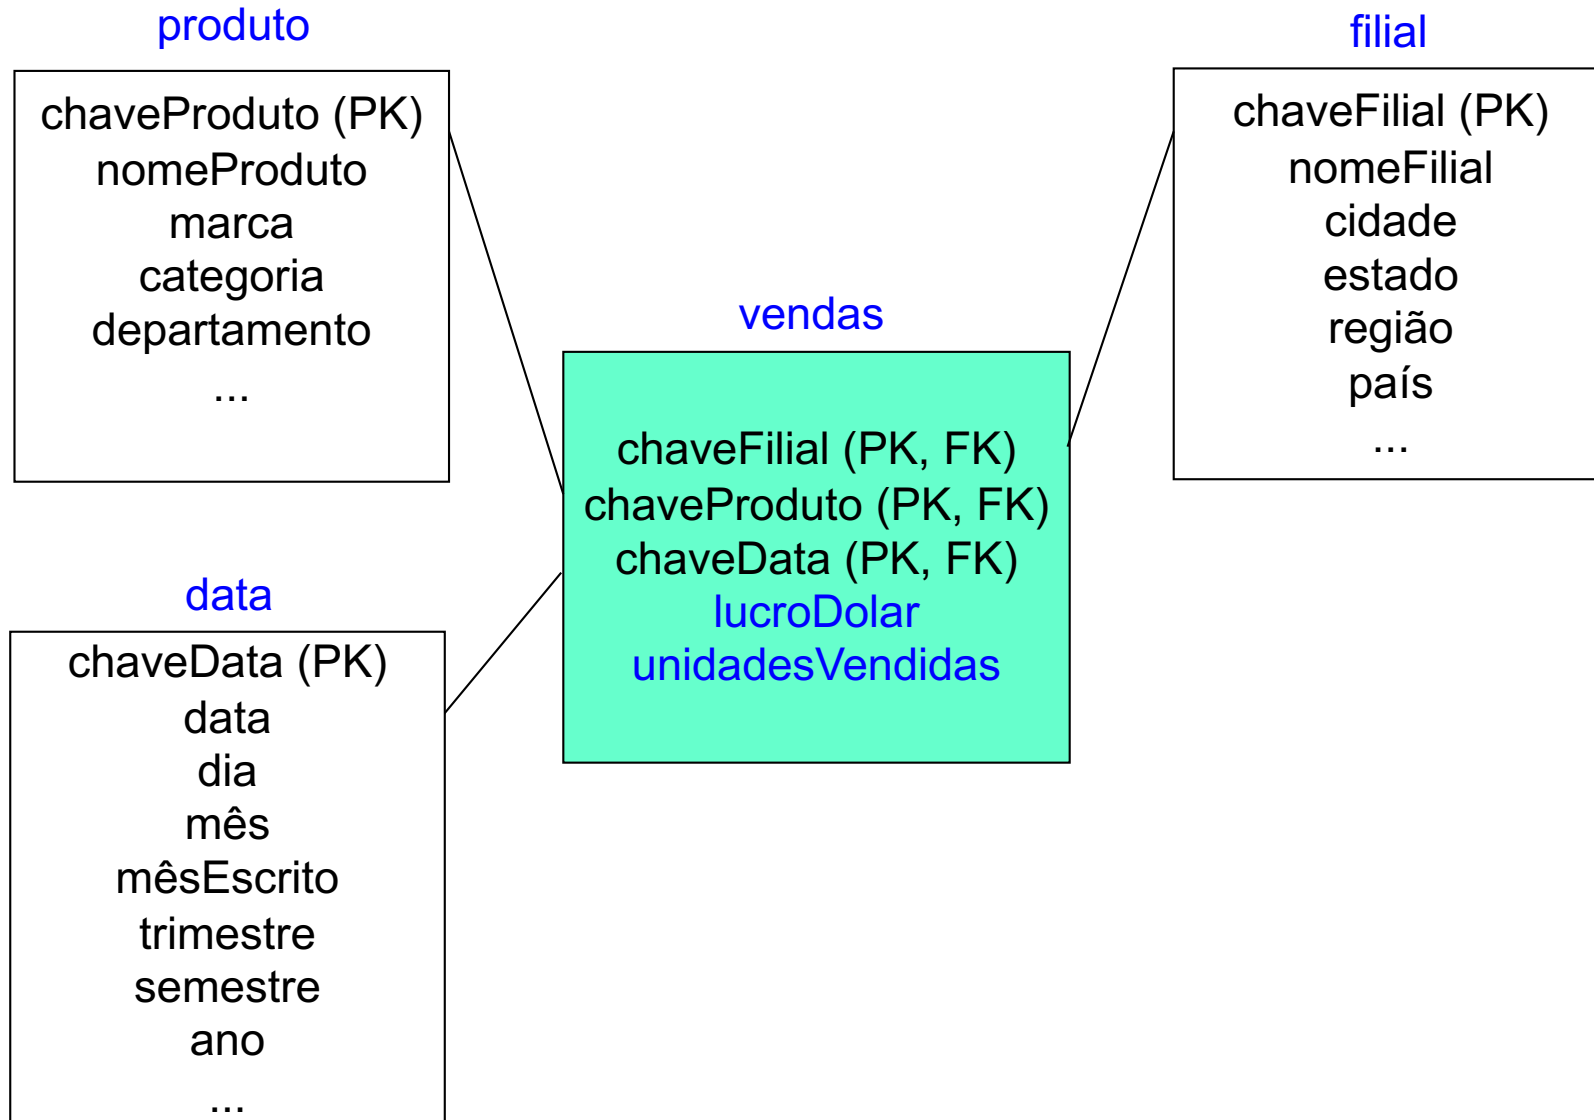 produto
chaveProduto (PK)
nomeProduto
marca
categoria
departamento
...
filial
chaveFilial (PK)
nomeFilial
cidade
estado
região
país
...
vendas
chaveFilial (PK, FK)
chaveProduto (PK, FK)
chaveData (PK, FK)
lucroDolar
unidadesVendidas
data
chaveData (PK)
data
dia
mês
mêsEscrito
trimestre
semestre
ano
...